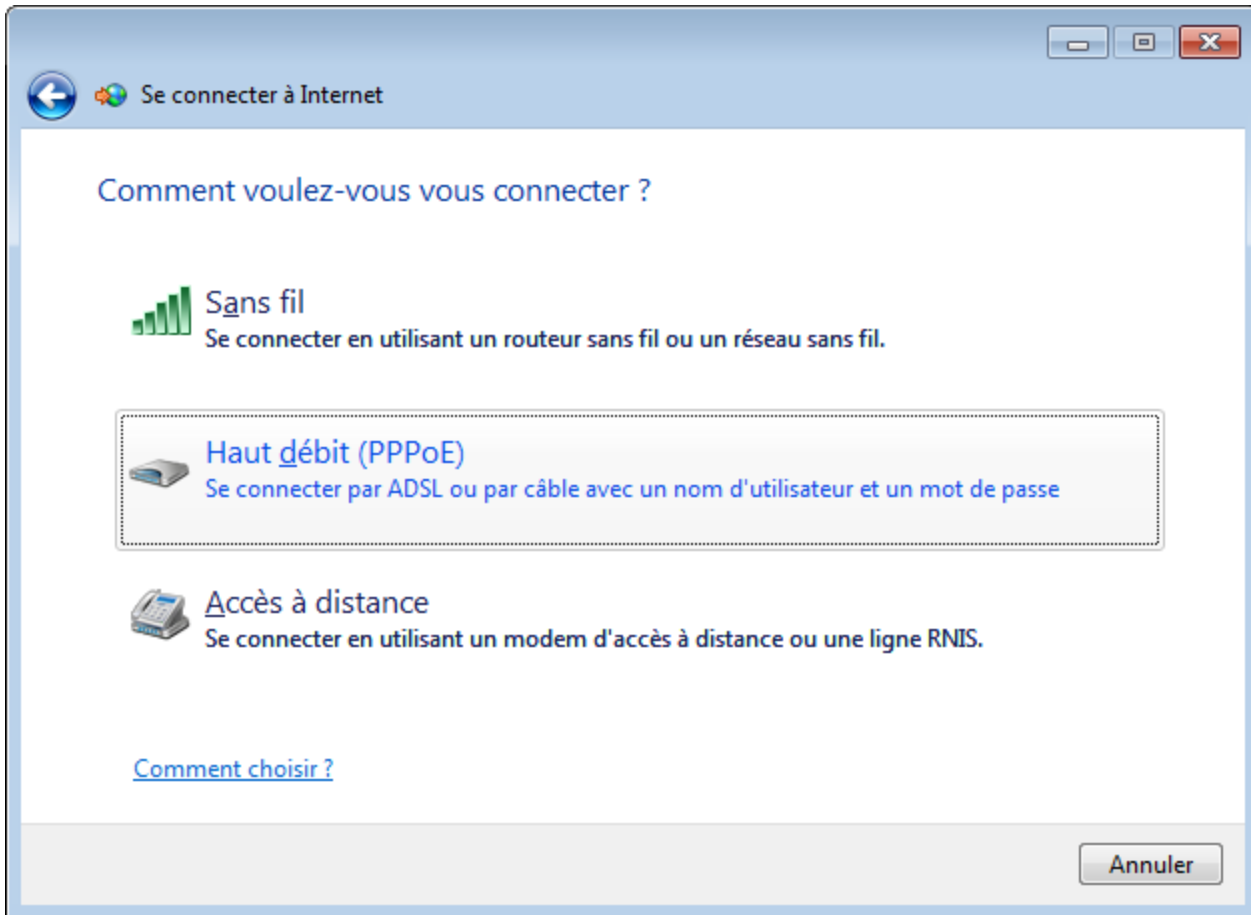 Se connecter à Internet
Comment voulez-vous vous connecter ?
Sans fil
Se connecter en utilisant un routeur sans fil ou un réseau sans fil.
Haut débit (PPPoE)
Se connecter par ADSL ou par câble avec un nom d'utilisateur et un mot de passe
Accès à distance
Se connecter en utilisant un modem d'accès à distance ou une ligne RNIS.
Comment choisir ?
Annuler